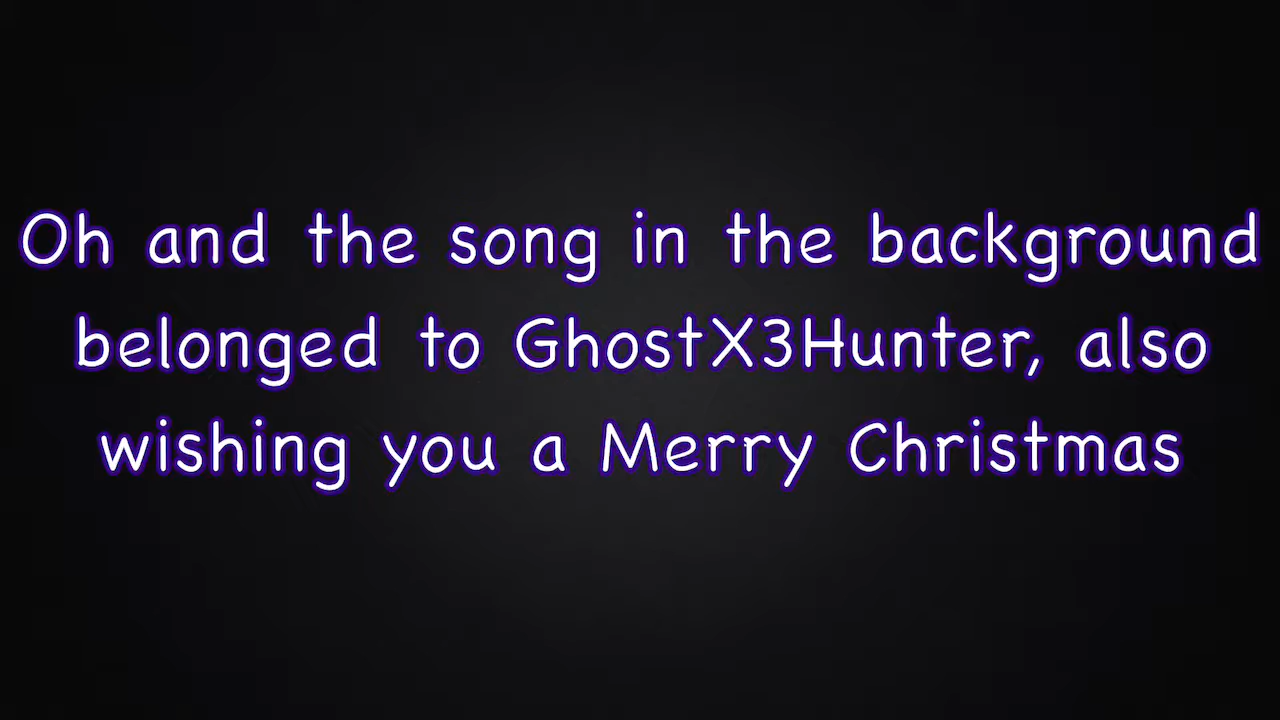 Oh and the song in the background
belonged to GhostX3Hunter, also
wishing you a Merry Christmas